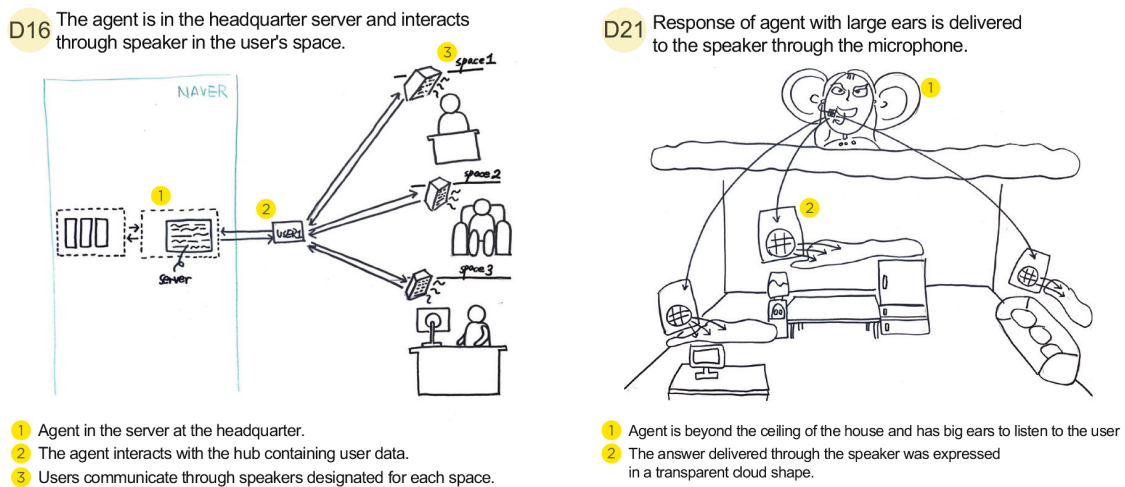 D16
The agent is in the headquarter server and interacts
through speaker in the user's space.
3
space1
NAVER
space2
1
2
USER1
server
space3
1 Agent in the server at the headquarter.
2 The agent interacts with the hub containing user data.
3 Users communicate through speakers designated for each space.
D21
Response of agent with large ears is delivered
to the speaker through the microphone.
1
2
1 Agent is beyond the ceiling of the house and has big ears to listen to the user
2 The answer delivered through the speaker was expressed
in a transparent cloud shape.